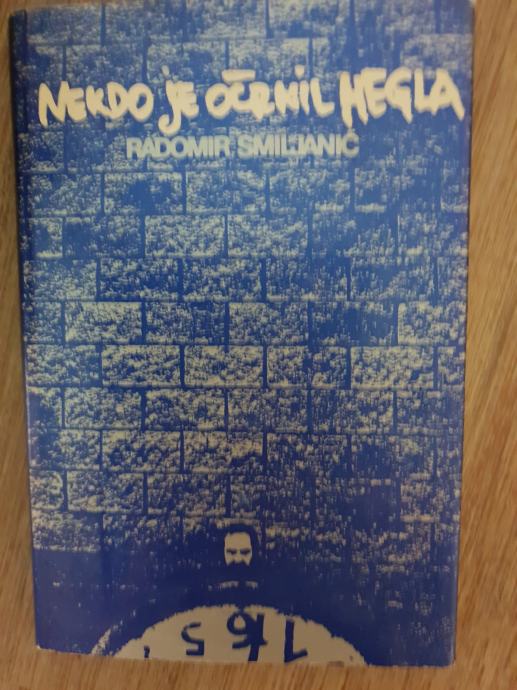 NEKDO je OČRNIL HEGLA
RADOMIR SMILJANIĆ
165